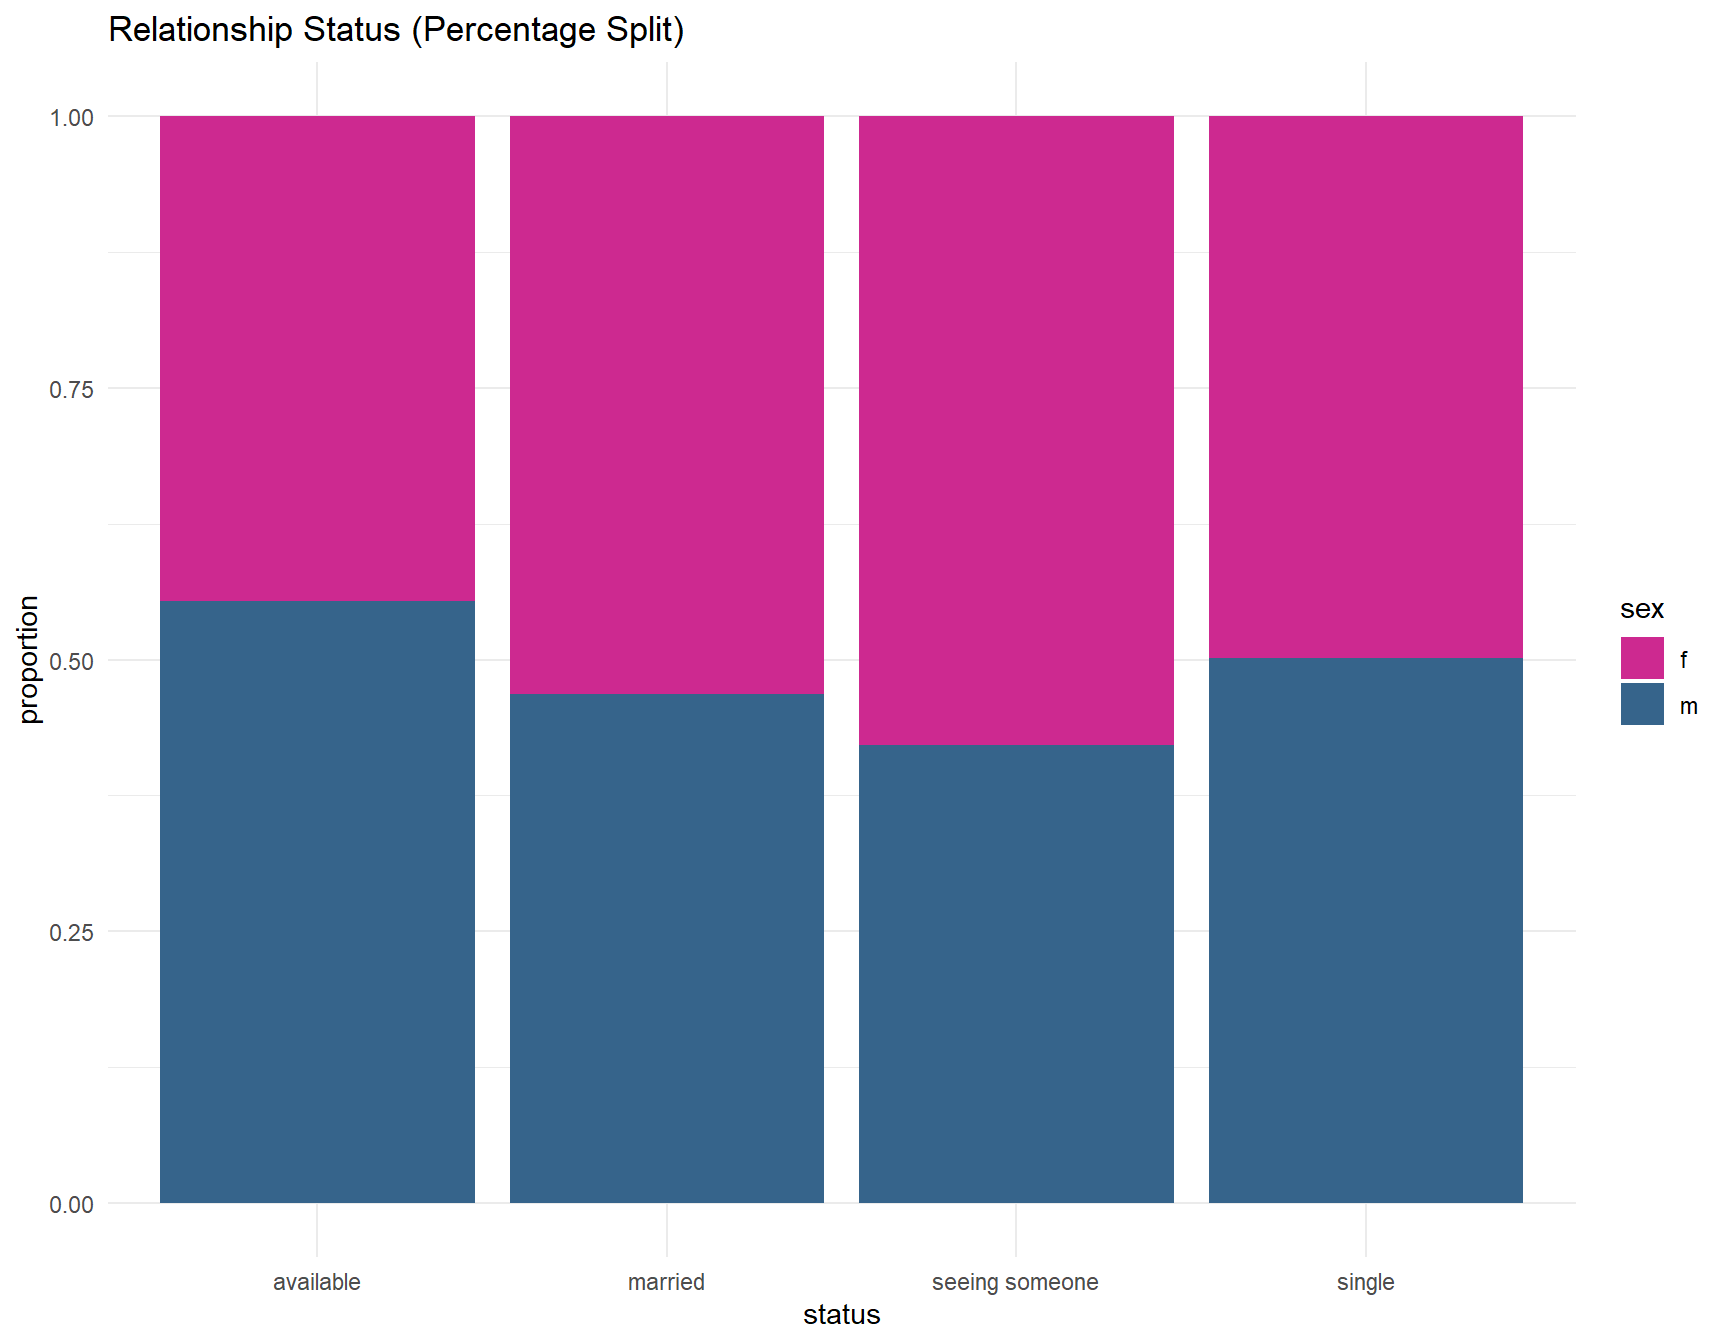 Relationship Status (Percentage Split)
1.00
0.75
0.50
0.25
0.00
proportion
available
married
seeing someone
single
status
sex
f
m